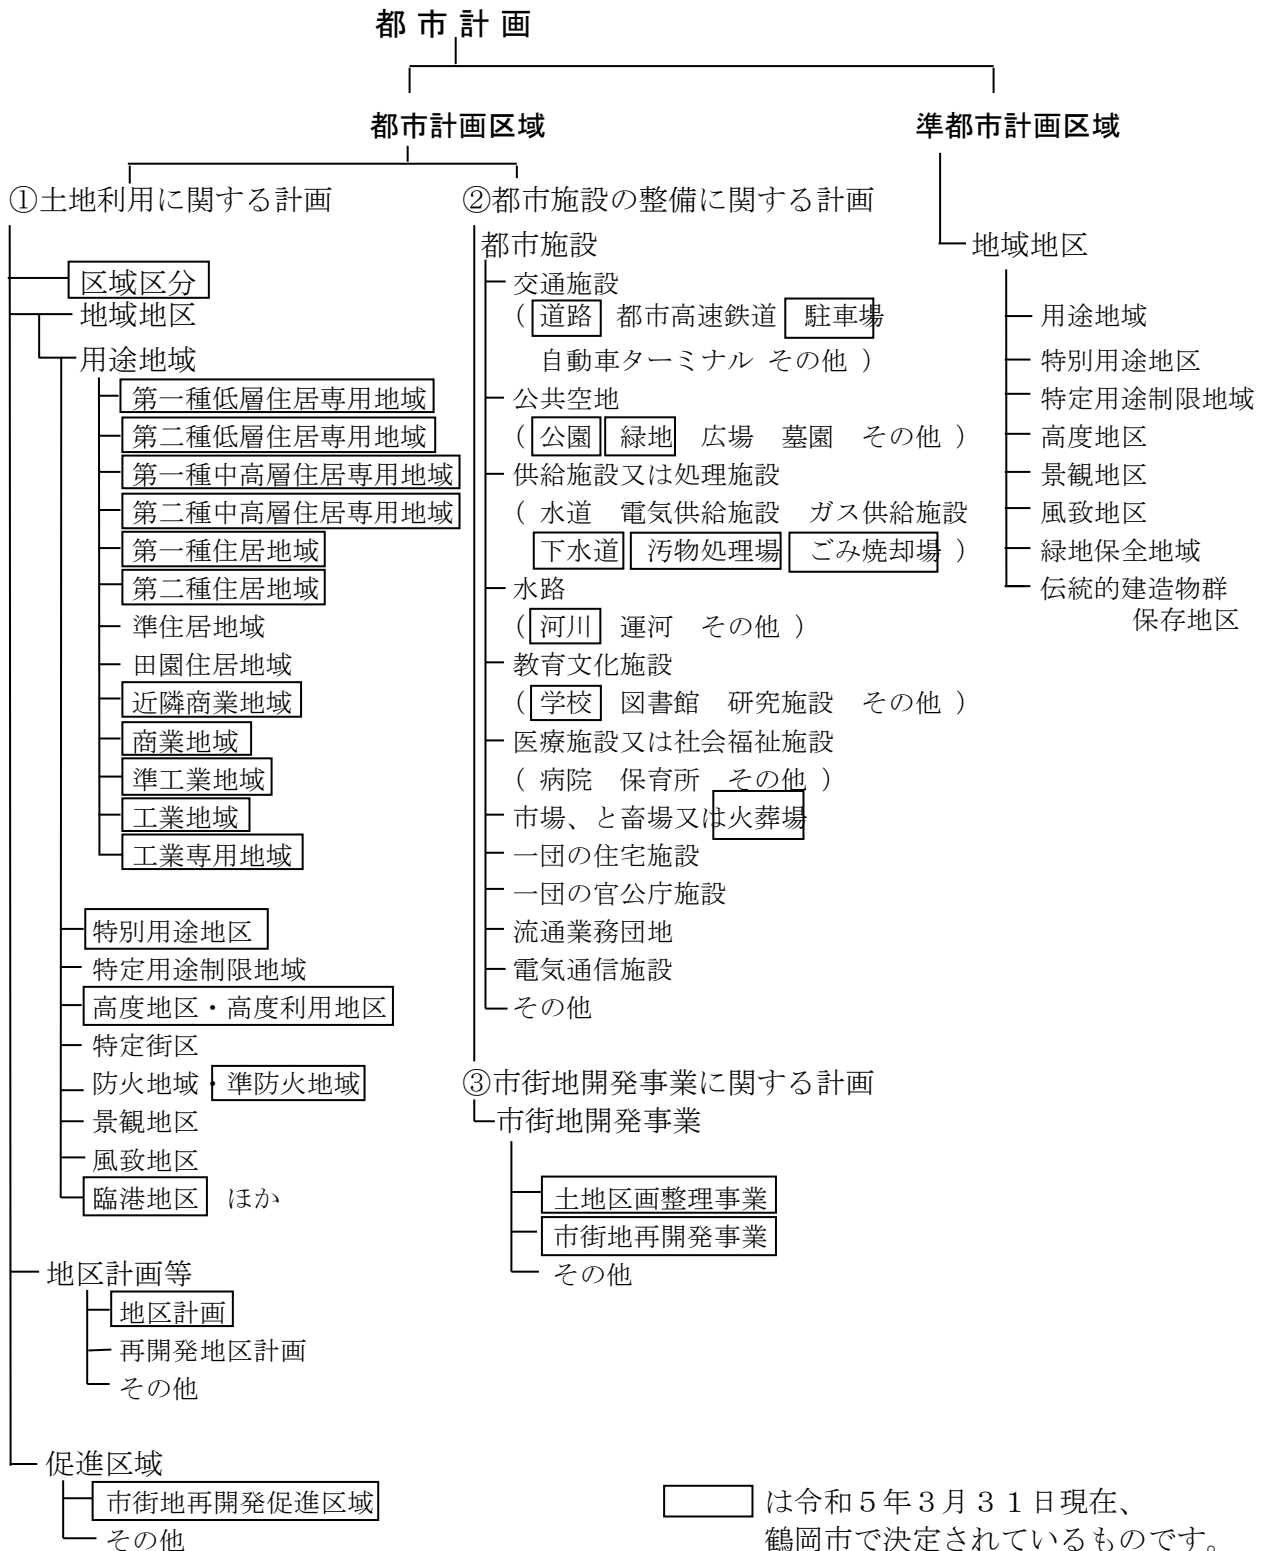 都市計画
都市計画区域
準都市計画区域
①土地利用に関する計画
区域区分
地域地区
用途地域
第一種低層住居専用地域
第二種低層住居専用地域
第一種中高層住居専用地域
第二種中高層住居専用地域
第一種住居地域
第二種住居地域
準住居地域
田園住居地域
近隣商業地域
商業地域
準工業地域
工業地域
工業専用地域
特別用途地区
特定用途制限地域
高度地区・高度利用地区
特定街区
防火地域・準防火地域
景観地区
風致地区
臨港地区 ほか
地区計画等
地区計画
再開発地区計画
その他
促進区域
市街地再開発促進区域
その他
②都市施設の整備に関する計画
都市施設
交通施設
( 道路 都市高速鉄道 駐車場
自動車ターミナル その他 )
公共空地
( 公園 緑地 広場 墓園 その他 )
供給施設又は処理施設
( 水道 電気供給施設 ガス供給施設
下水道 汚物処理場 ごみ焼却場 )
水路
( 河川 運河 その他 )
教育文化施設
( 学校 図書館 研究施設 その他 )
医療施設又は社会福祉施設
( 病院 保育所 その他 )
市場、と畜場又は火葬場
一団の住宅施設
一団の官公庁施設
流通業務団地
電気通信施設
その他
③市街地開発事業に関する計画
市街地開発事業
土地区画整理事業
市街地再開発事業
その他
地域地区
用途地域
特別用途地区
特定用途制限地域
高度地区
景観地区
風致地区
緑地保全地域
伝統的建造物群
保存地区
は令和５年３月３１日現在、
鶴岡市で決定されているものです。